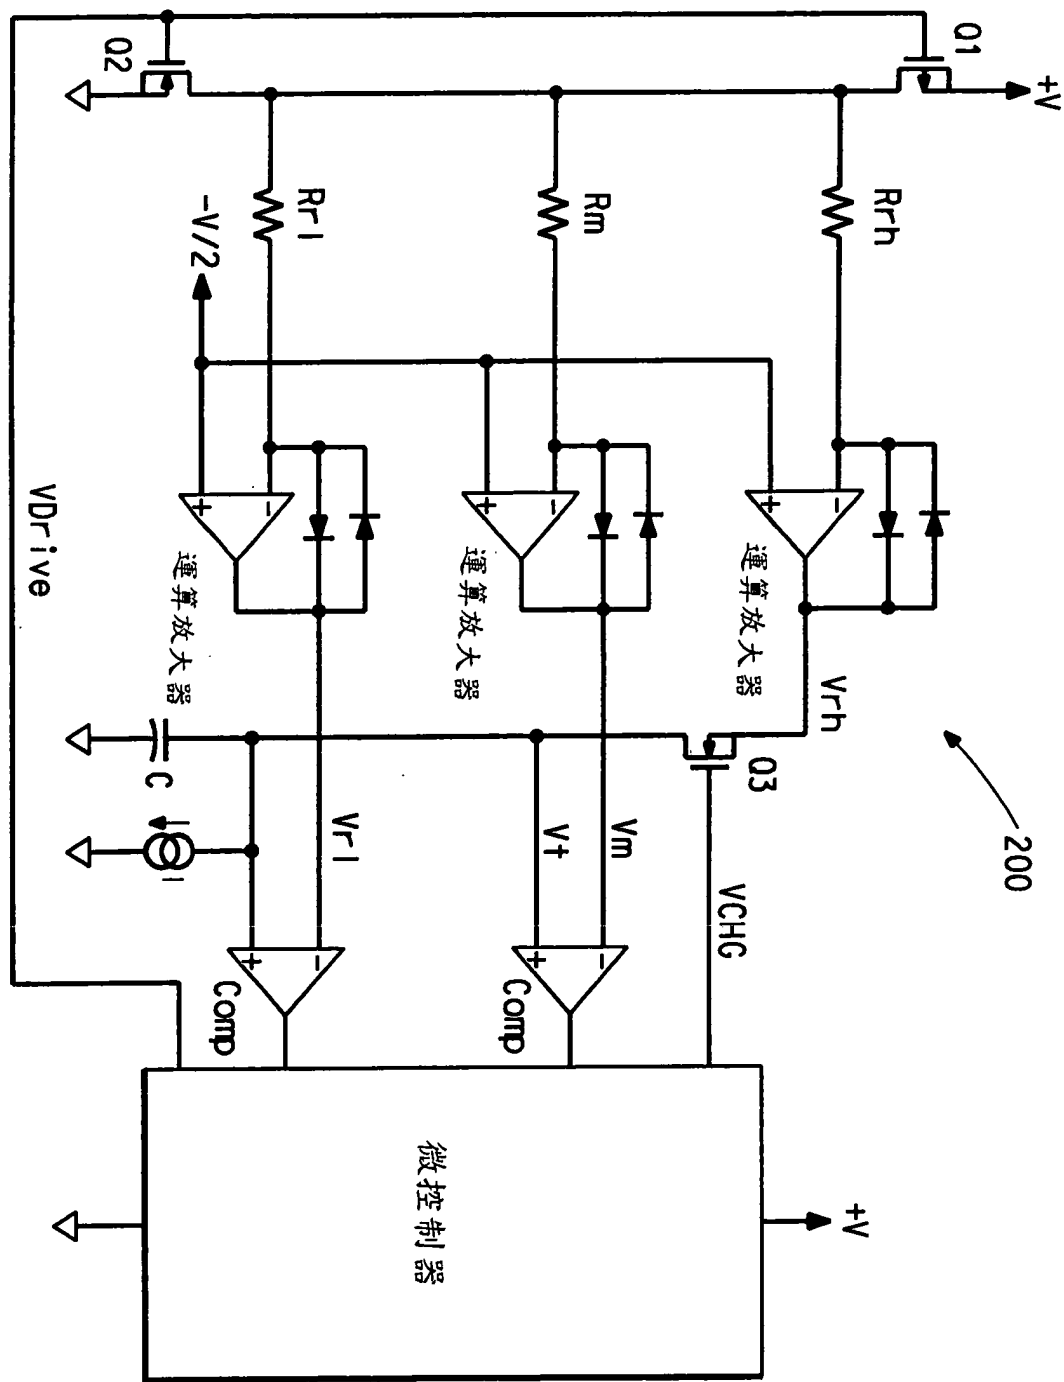 +V
Q1
Q2
Rrh
Rm
Rrl
-V/2
-
+
-
+
-
+
運算放大器
運算放大器
運算放大器
VDrive
Vrh
Q3
200
C
I
Vrl
V+
Vm
VCHG
-
+
-
+
Comp
Comp
微控制器
+V